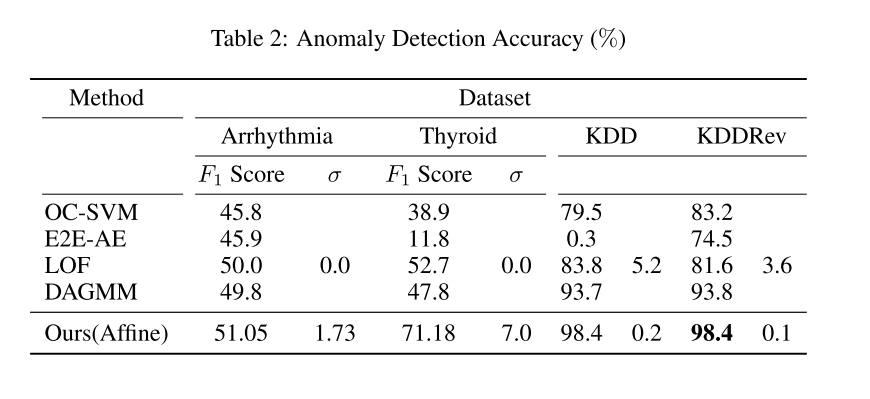 Table 2: Anomaly Detection Accuracy (%)
Method Dataset
Arrhythmia Thyroid KDD KDDRev
F₁ Score σ F₁ Score σ
OC-SVM 45.8 38.9 79.5 83.2
E2E-AE 45.9 11.8 0.3 74.5
LOF 50.0 0.0 52.7 0.0 83.8 5.2 81.6 3.6
DAGMM 49.8 47.8 93.7 93.8
Ours(Affine) 51.05 1.73 71.18 7.0 98.4 0.2 98.4 0.1